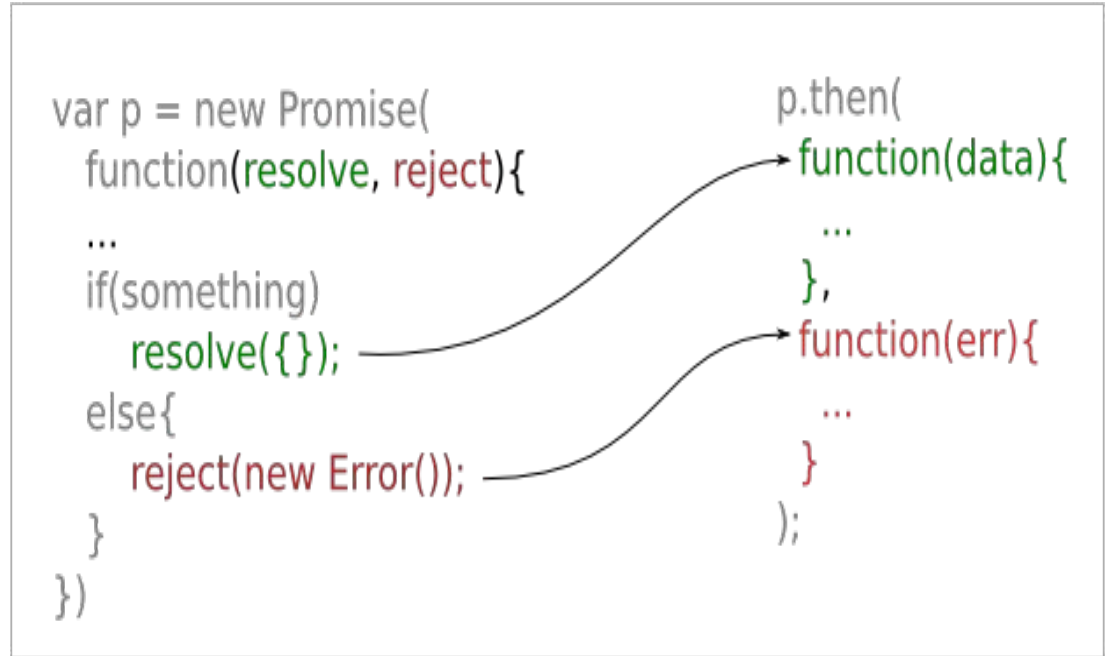 var p = new Promise(
function(resolve, reject){
...
if(something)
resolve({});
else{
reject(new Error());
}
})
p.then(
function(data){
...
},
function(err){
...
}
);